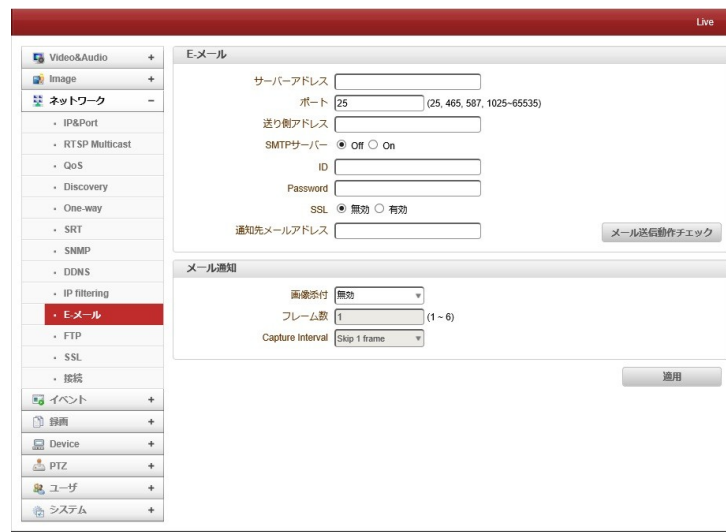 Live
Video&Audio +
Image +
ネットワーク -
IP&Port
RTSP Multicast
QoS
Discovery
One-way
SRT
SNMP
DDNS
IP filtering
E-メール
FTP
SSL
接続
イベント +
録画 +
Device +
PTZ +
ユーザ +
システム +
E-メール
サーバーアドレス
ポート 25 (25, 465, 587, 1025~65535)
送り側アドレス
SMTPサーバー Off On
ID
Password
SSL 無効 有効
通知先メールアドレス メール送信動作チェック
メール通知
画像添付 無効
フレーム数 1 (1 ~ 6)
Capture Interval Skip 1 frame
適用